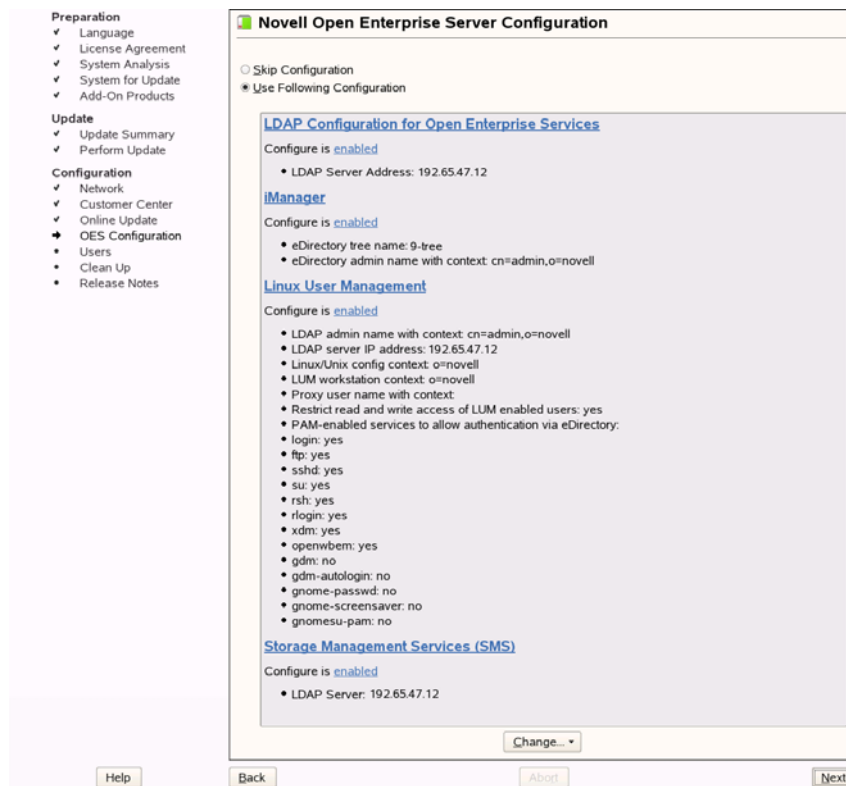 Preparation
Language
License Agreement
System Analysis
System for Update
Add-On Products
Update
Update Summary
Perform Update
Configuration
Network
Customer Center
Online Update
OES Configuration
Users
Clean Up
Release Notes
Novell Open Enterprise Server Configuration
Skip Configuration
Use Following Configuration
LDAP Configuration for Open Enterprise Services
Configure is enabled
• LDAP Server Address: 192.65.47.12
iManager
Configure is enabled
• eDirectory tree name: 9-tree
• eDirectory admin name with context: cn=admin,o=novell
Linux User Management
Configure is enabled
• LDAP admin name with context: cn=admin,o=novell
• LDAP server IP address: 192.65.47.12
• Linux/Unix config context: o=novell
• LUM workstation context: o=novell
• Proxy user name with context:
• Restrict read and write access of LUM enabled users: yes
• PAM-enabled services to allow authentication via eDirectory:
• login: yes
• ftp: yes
• sshd: yes
• su: yes
• rsh: yes
• rlogin: yes
• xdm: yes
• openwbem: yes
• gdm: no
• gdm-autologin: no
• gnome-passwd: no
• gnome-screensaver: no
• gnomesu-pam: no
Storage Management Services (SMS)
Configure is enabled
• LDAP Server: 192.65.47.12
Change...
Help
Back
Abort
Next